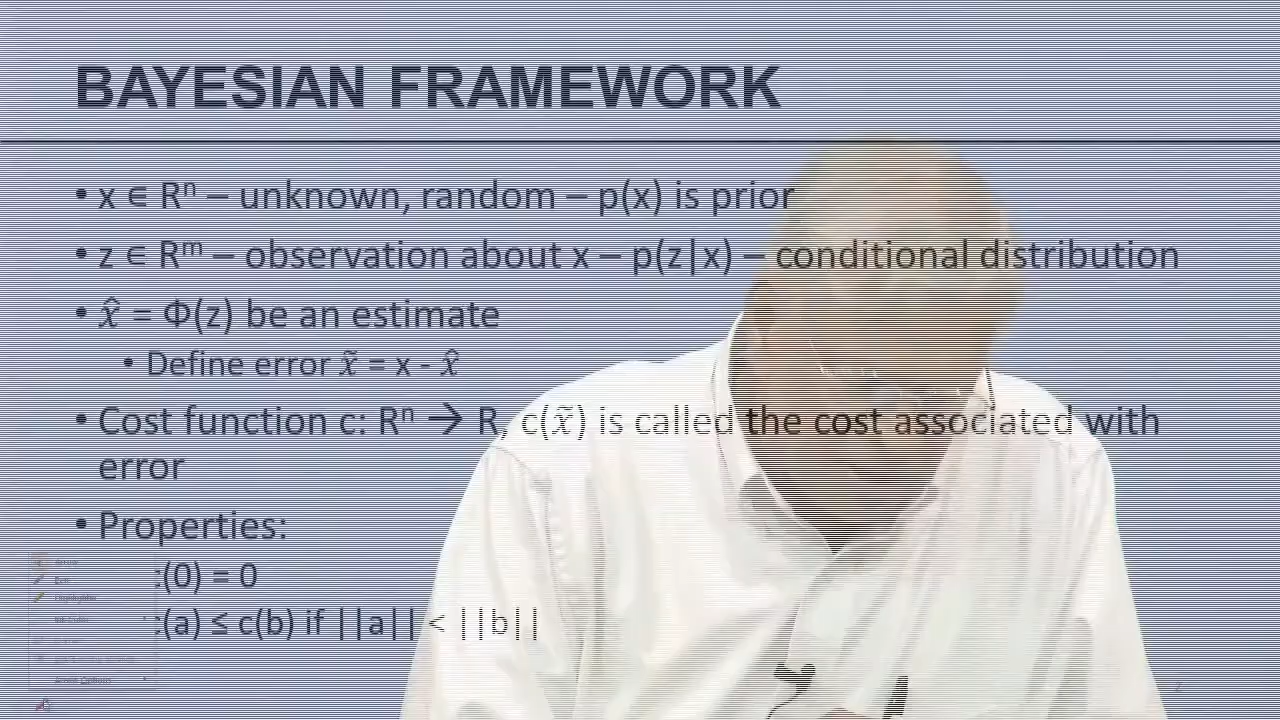 BAYESIAN FRAMEWORK
• x ∈ Rⁿ – unknown, random – p(x) is prior
• z ∈ Rᵐ – observation about x – p(z|x) – conditional distribution
• x̂ = Φ(z) be an estimate
• Define error x̃ = x - x̂
• Cost function c: Rⁿ → R, c(x̃) is called the cost associated with
error
• Properties:
(0) = 0
(a) ≤ c(b) if ||a|| < ||b||
2